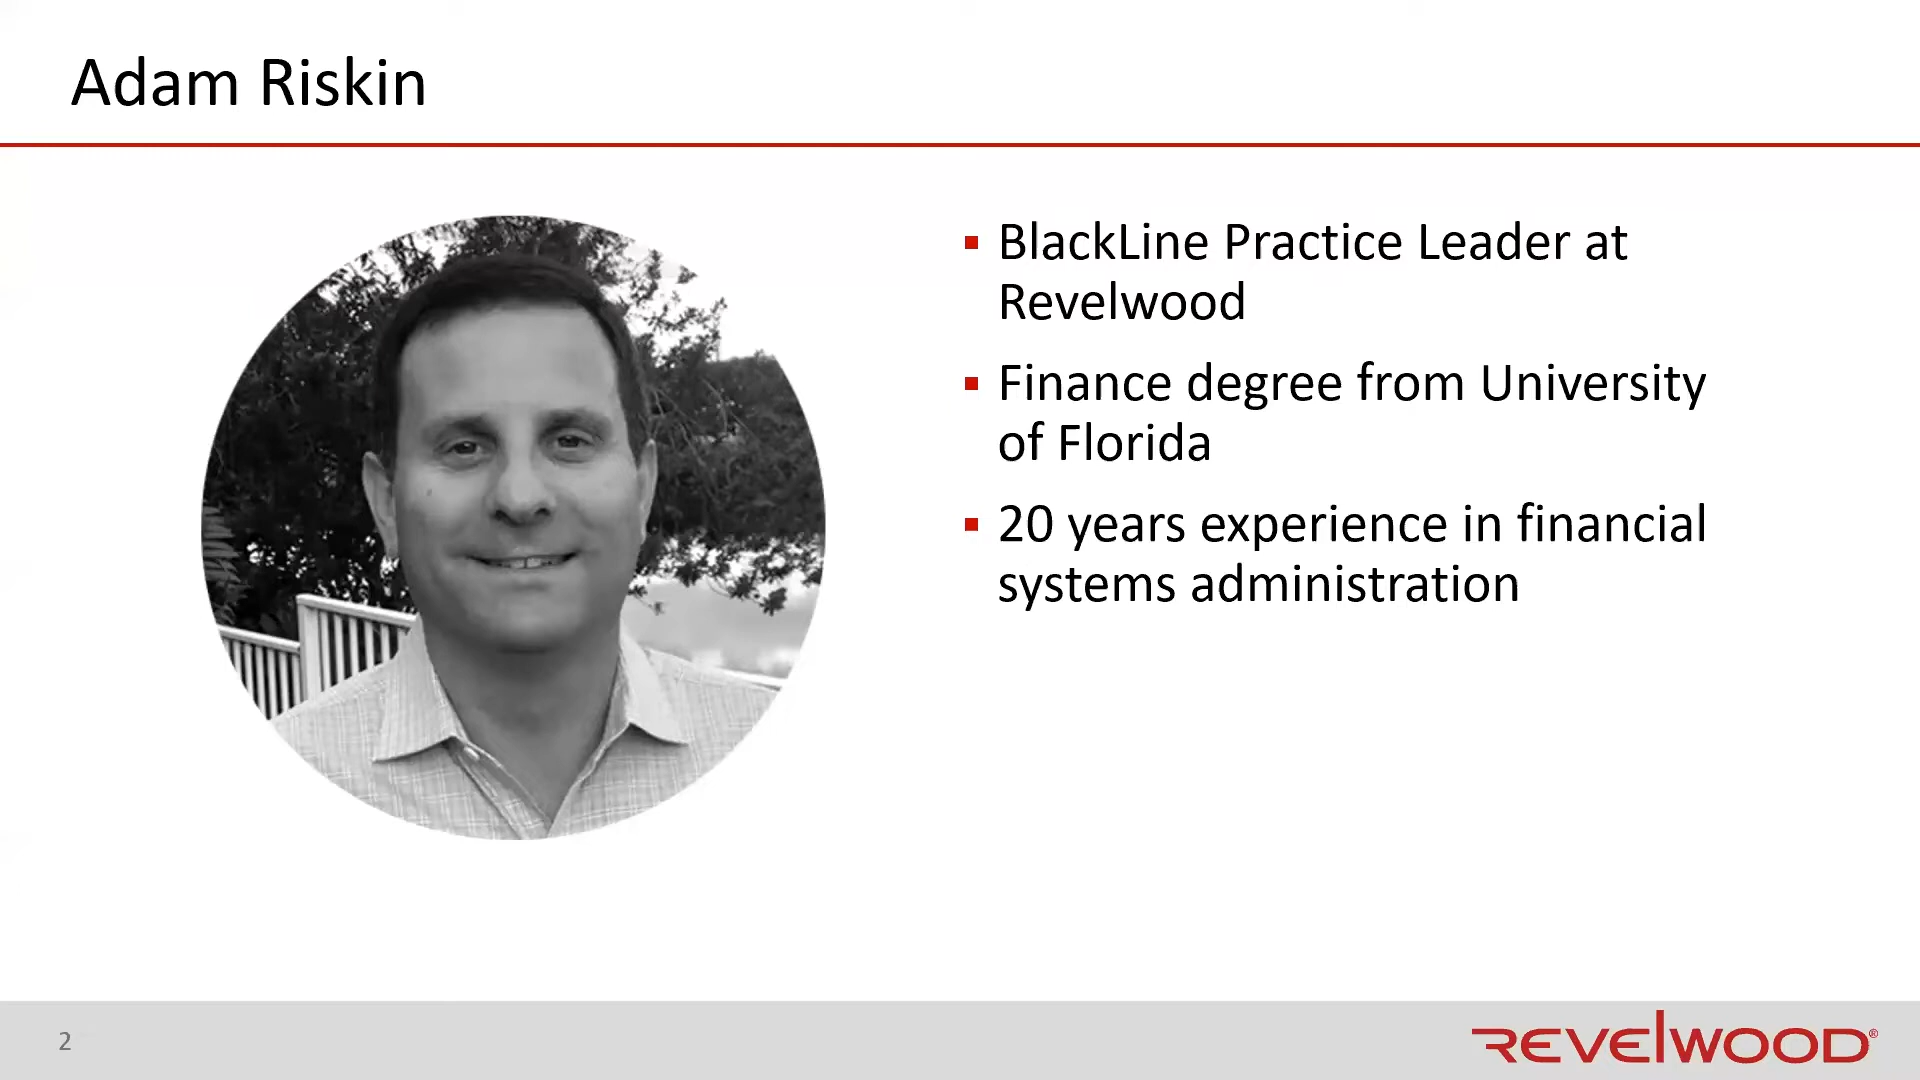 Adam Riskin
BlackLine Practice Leader at
Revelwood
Finance degree from University
of Florida
20 years experience in financial
systems administration
2
REVELWOOD®